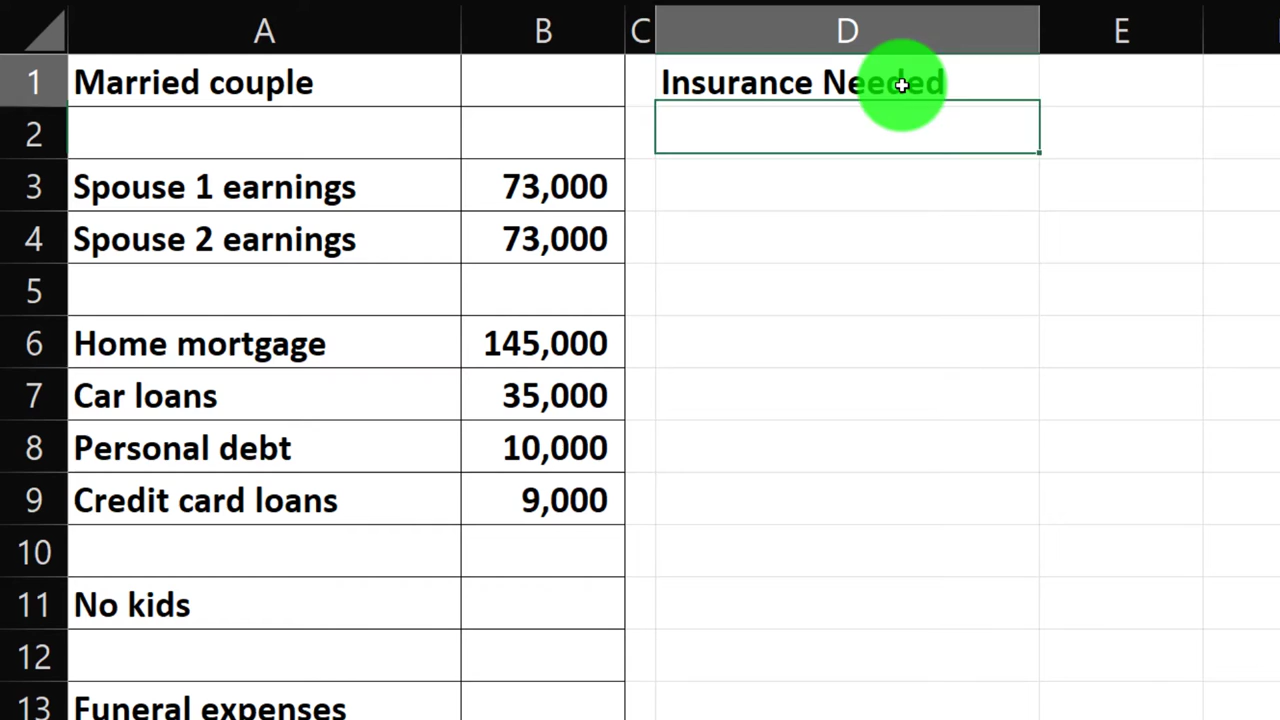 A B C D E
1 Married couple Insurance Needed
2
3 Spouse 1 earnings 73,000
4 Spouse 2 earnings 73,000
5
6 Home mortgage 145,000
7 Car loans 35,000
8 Personal debt 10,000
9 Credit card loans 9,000
10
11 No kids
12
13 Funeral expenses